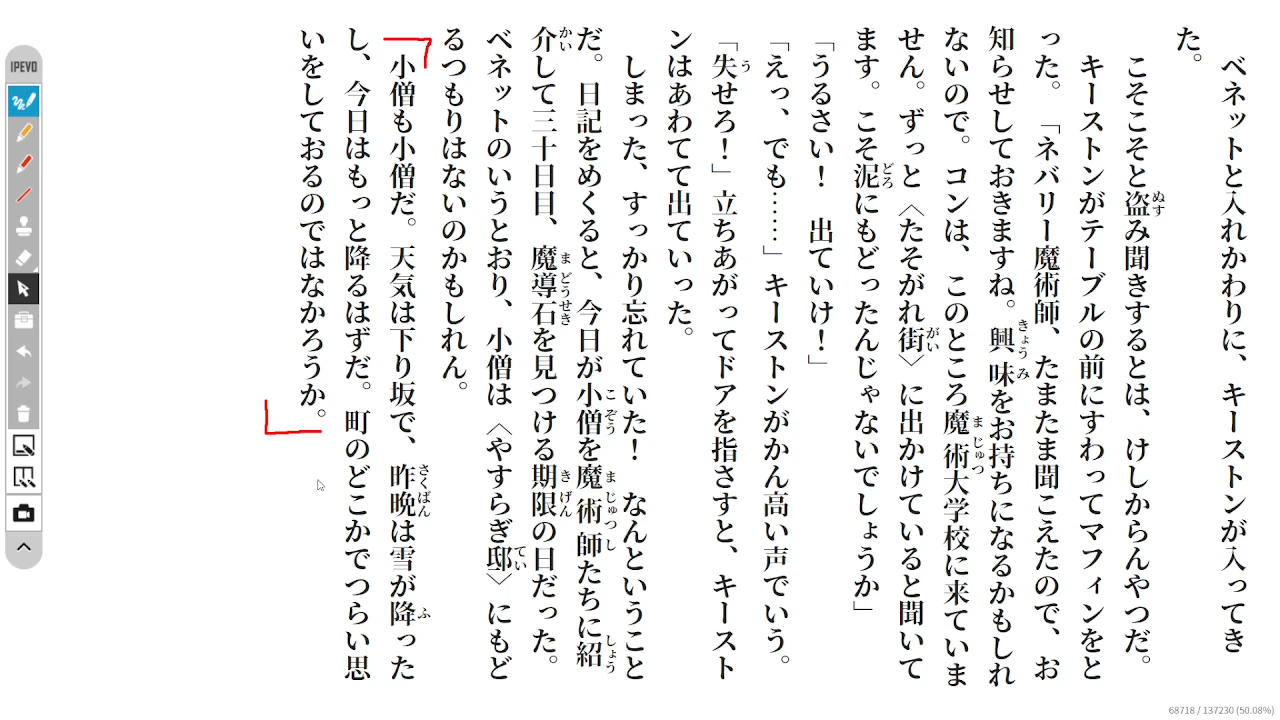 ベネットと入れかわりに、キーストンが入ってき
た。
こそこそと盗み聞きするとは、けしからんやつだ。
キーストンがテーブルの前にすわってマフィンをと
った。「ネバリー魔術師、たまたま聞こえたので、お
知らせしておきますね。興味をお持ちになるかもしれ
ないので。コンは、このところ魔術大学校に来ていま
せん。ずっと〈たそがれ街〉に出かけていると聞いて
ます。こそ泥にもどったんじゃないでしょうか」
「うるさい！　出ていけ！」
「えっ、でも……」キーストンがかん高い声でいう。
「失せろ！」立ちあがってドアを指さすと、キースト
ンはあわてて出ていった。
しまった、すっかり忘れていた！　なんということ
だ。日記をめくると、今日が小僧を魔術師たちに紹
介して三十日目、魔導石を見つける期限の日だった。
ベネットのいうとおり、小僧は〈やすらぎ邸〉にもど
るつもりはないのかもしれん。
小僧も小僧だ。天気は下り坂で、昨晩は雪が降った
し、今日はもっと降るはずだ。町のどこかでつらい思
いをしておるのではなかろうか。
IPEVO
68718 / 137230 (50.08%)